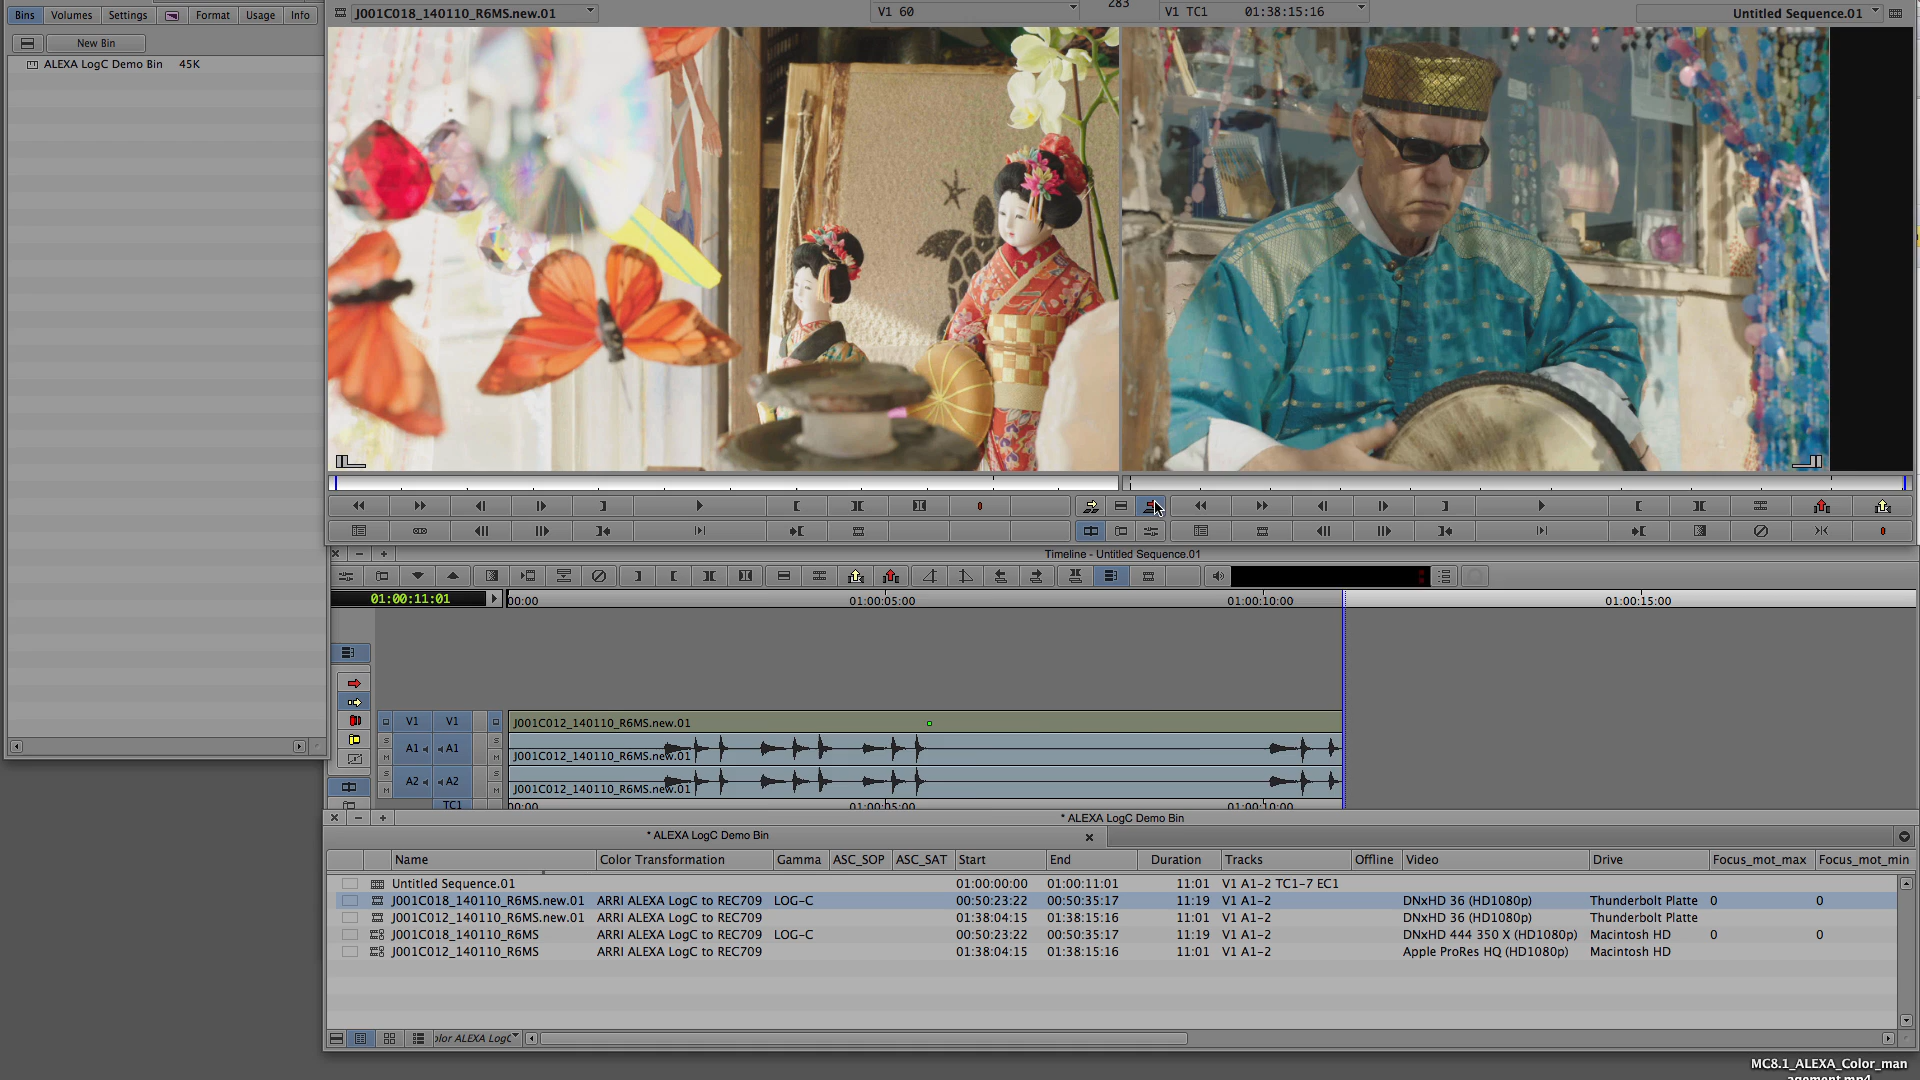 Bins Volumes Settings Format Usage Info
New Bin
ALEXA LogC Demo Bin 45K
J001C018_140110_R6MS.new.01
V1 60
283
V1 TC1 01:38:15:16
Untitled Sequence.01
Timeline - Untitled Sequence.01
01:00:11:01
00:00 01:00:05:00 01:00:10:00 01:00:15:00
V1 V1 J001C012_140110_R6MS.new.01
S
A1 A1 J001C012_140110_R6MS.new.01
M
S
A2 A2 J001C012_140110_R6MS.new.01
M
TC1 00:00 01:00:05:00 01:00:10:00
* ALEXA LogC Demo Bin
* ALEXA LogC Demo Bin
Name Color Transformation Gamma ASC_SOP ASC_SAT Start End Duration Tracks Offline Video Drive Focus_mot_max Focus_mot_min
Untitled Sequence.01 01:00:00:00 01:00:11:01 11:01 V1 A1-2 TC1-7 EC1
J001C018_140110_R6MS.new.01 ARRI ALEXA LogC to REC709 LOG-C 00:50:23:22 00:50:35:17 11:19 V1 A1-2 DNxHD 36 (HD1080p) Thunderbolt Platte 0 0
J001C012_140110_R6MS.new.01 ARRI ALEXA LogC to REC709 01:38:04:15 01:38:15:16 11:01 V1 A1-2 DNxHD 36 (HD1080p) Thunderbolt Platte
J001C018_140110_R6MS ARRI ALEXA LogC to REC709 LOG-C 00:50:23:22 00:50:35:17 11:19 V1 A1-2 DNxHD 444 350 X (HD1080p) Macintosh HD 0 0
J001C012_140110_R6MS ARRI ALEXA LogC to REC709 01:38:04:15 01:38:15:16 11:01 V1 A1-2 Apple ProRes HQ (HD1080p) Macintosh HD
olor ALEXA LogC
MC8.1_ALEXA_Color_man
agement.mp4